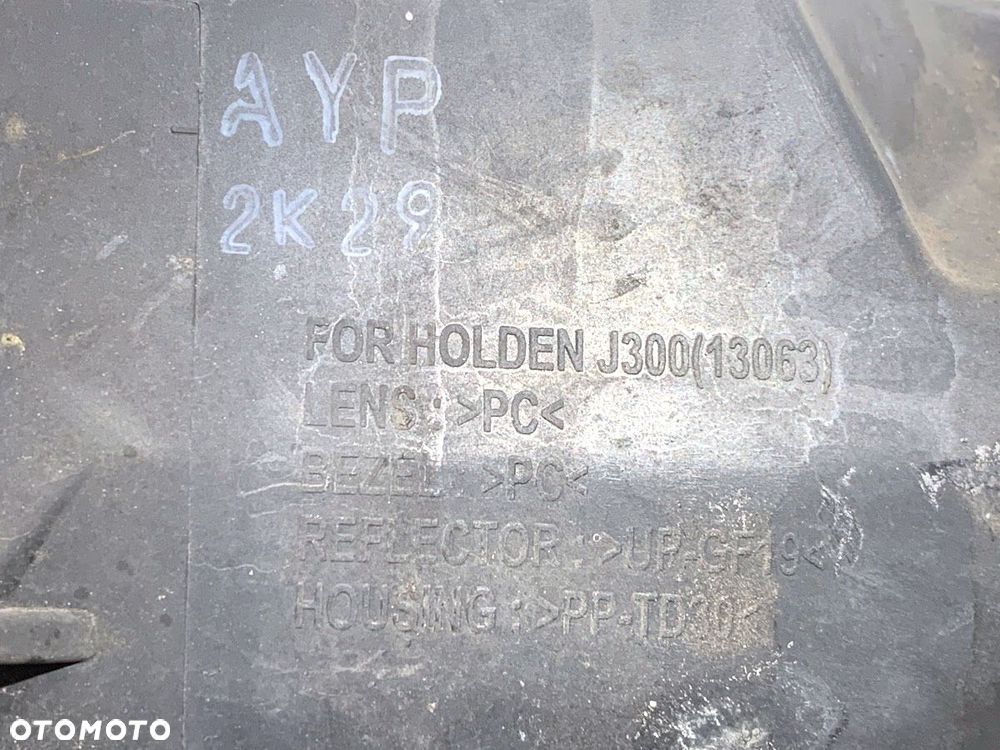 AYP
2K29
FOR HOLDEN J300(13063)
LENS : >PC<
BEZEL : >PC<
REFLECTOR : >UP-GF19<
HOUSING : >PP-TD30<
OTOMOTO